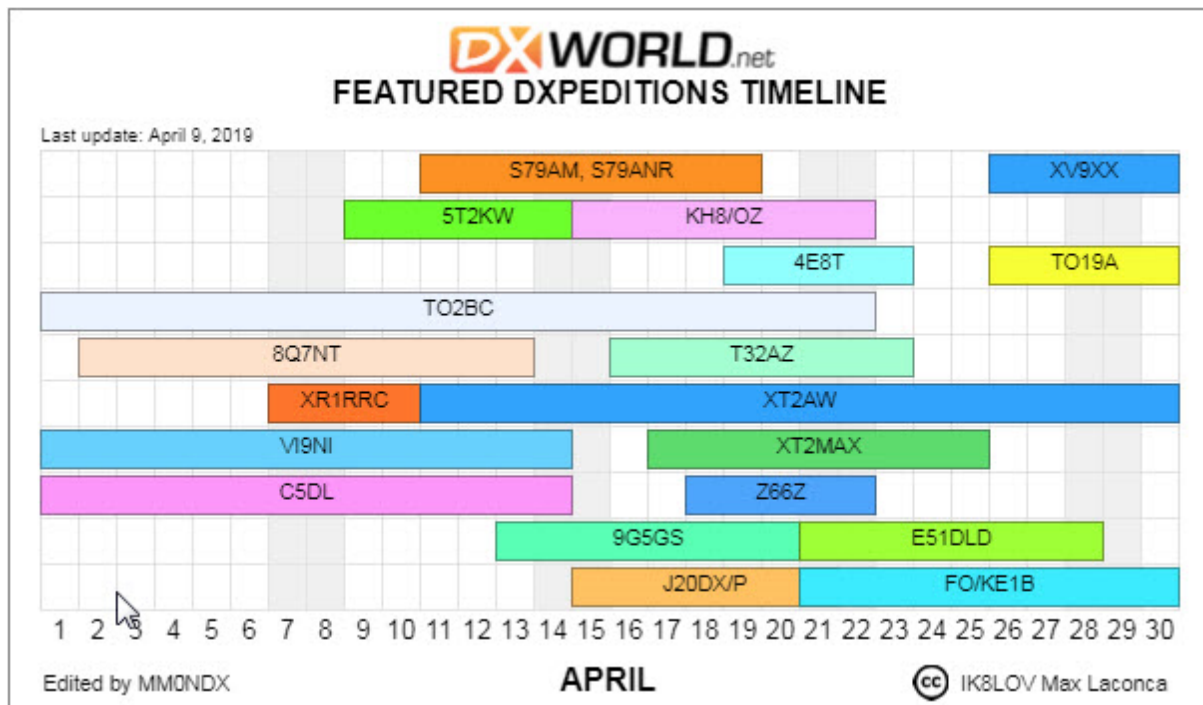 DX WORLD.net
FEATURED DXPEDITIONS TIMELINE
Last update: April 9, 2019
S79AM, S79ANR XV9XX
5T2KW KH8/OZ
4E8T TO19A
TO2BC
8Q7NT T32AZ
XR1RRC XT2AW
VI9NI XT2MAX
C5DL Z66Z
9G5GS E51DLD
J20DX/P FO/KE1B
1 2 3 4 5 6 7 8 9 10 11 12 13 14 15 16 17 18 19 20 21 22 23 24 25 26 27 28 29 30
Edited by MM0NDX APRIL cc IK8LOV Max Laconca